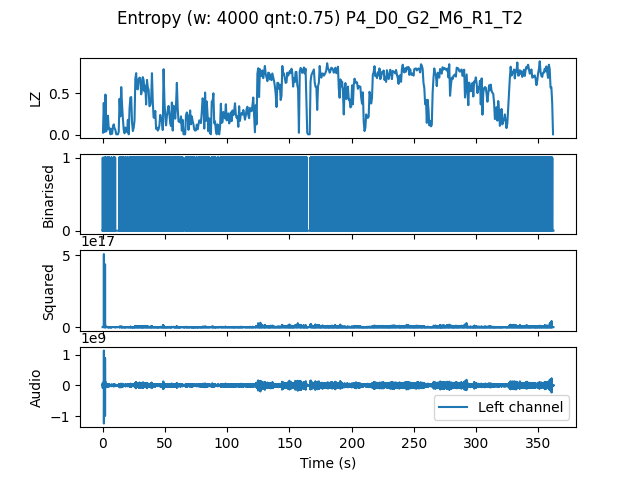 Entropy (w: 4000 qnt:0.75) P4_D0_G2_M6_R1_T2
LZ
0.5
0.0
Binarised
1
0
1e17
Squared
5
0
1e9
Audio
1
0
−1
Left channel
0 50 100 150 200 250 300 350
Time (s)